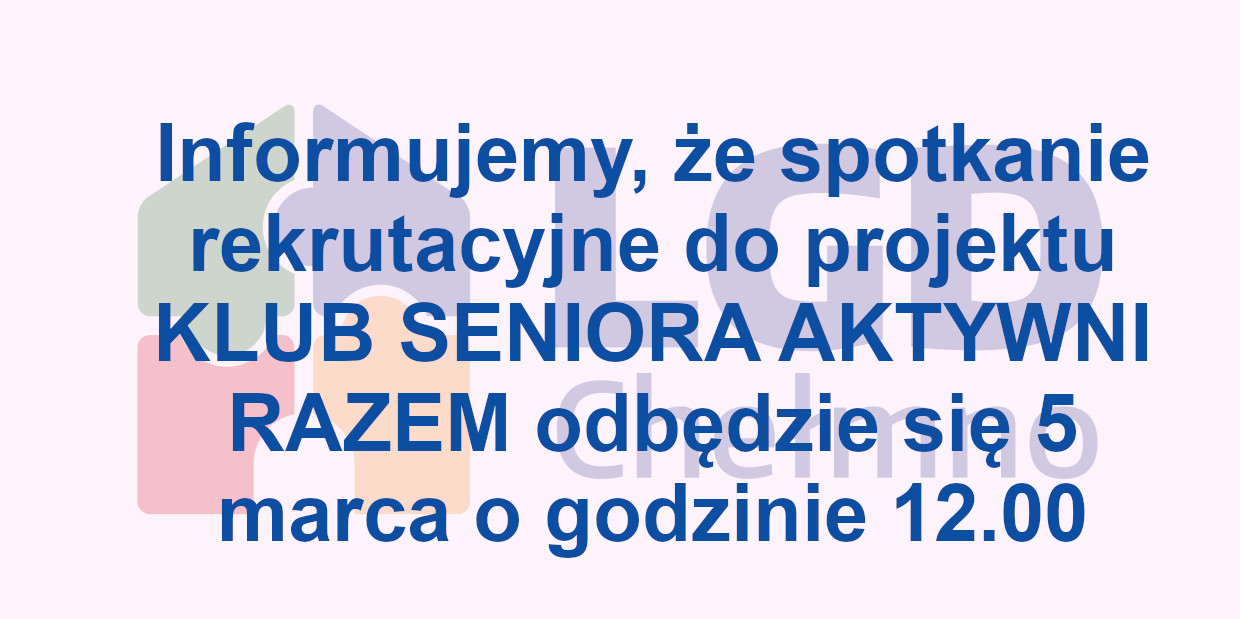 Informujemy, że spotkanie
rekrutacyjne do projektu
KLUB SENIORA AKTYWNI
RAZEM odbędzie się 5
marca o godzinie 12.00
LGD
Chełmno